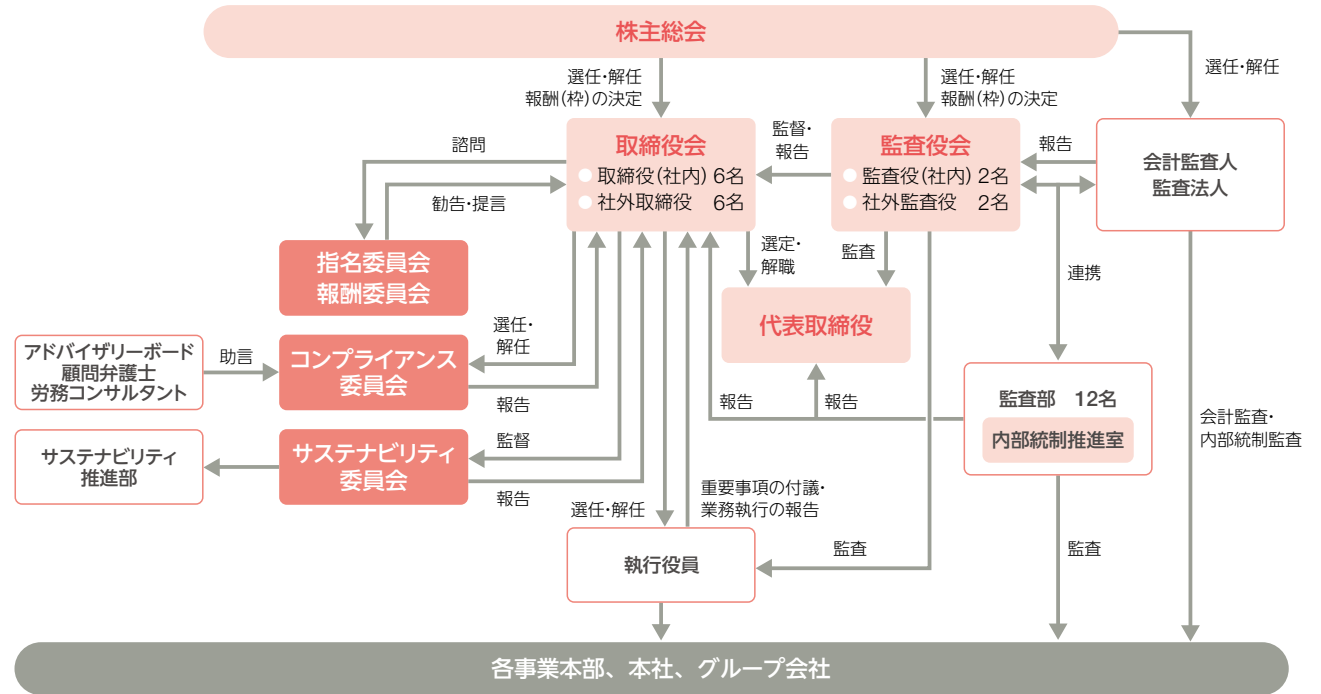 株主総会
選任・解任
報酬(枠)の決定
選任・解任
報酬(枠)の決定
選任・解任
取締役会
取締役(社内) 6名
社外取締役 6名
監督・
報告
監査役会
監査役(社内) 2名
社外監査役 2名
報告
会計監査人
監査法人
諮問
勧告・提言
指名委員会
報酬委員会
選定・
解職
監査
連携
代表取締役
アドバイザリーボード
顧問弁護士
労務コンサルタント
助言
コンプライアンス
委員会
選任・
解任
報告
報告
報告
監査部 12名
内部統制推進室
会計監査・
内部統制監査
サステナビリティ
推進部
サステナビリティ
委員会
監督
報告
選任・解任
重要事項の付議・
業務執行の報告
執行役員
監査
監査
各事業本部、本社、グループ会社